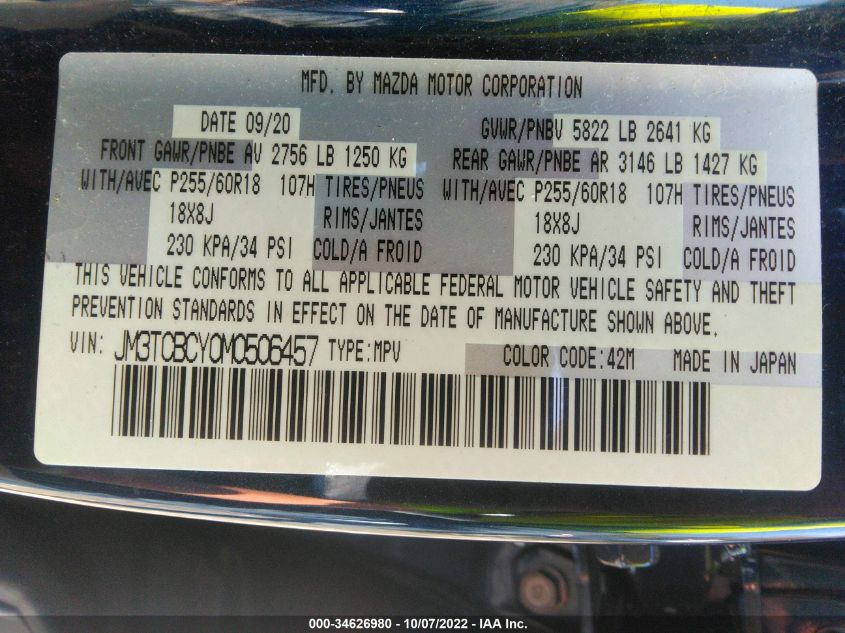 MFD. BY MAZDA MOTOR CORPORATION
DATE 09/20 GVWR/PNBV 5822 LB 2641 KG
FRONT GAWR/PNBE AV 2756 LB 1250 KG REAR GAWR/PNBE AR 3146 LB 1427 KG
WITH/AVEC P255/60R18 107H TIRES/PNEUS WITH/AVEC P255/60R18 107H TIRES/PNEUS
18X8J RIMS/JANTES 18X8J RIMS/JANTES
230 KPA/34 PSI COLD/A FROID 230 KPA/34 PSI COLD/A FROID
THIS VEHICLE CONFORMS TO ALL APPLICABLE FEDERAL MOTOR VEHICLE SAFETY AND THEFT
PREVENTION STANDARDS IN EFFECT ON THE DATE OF MANUFACTURE SHOWN ABOVE.
VIN: JM3TCBCY0M0506457 TYPE:MPV COLOR CODE:42M MADE IN JAPAN
000-34626980 - 10/07/2022 - IAA Inc.